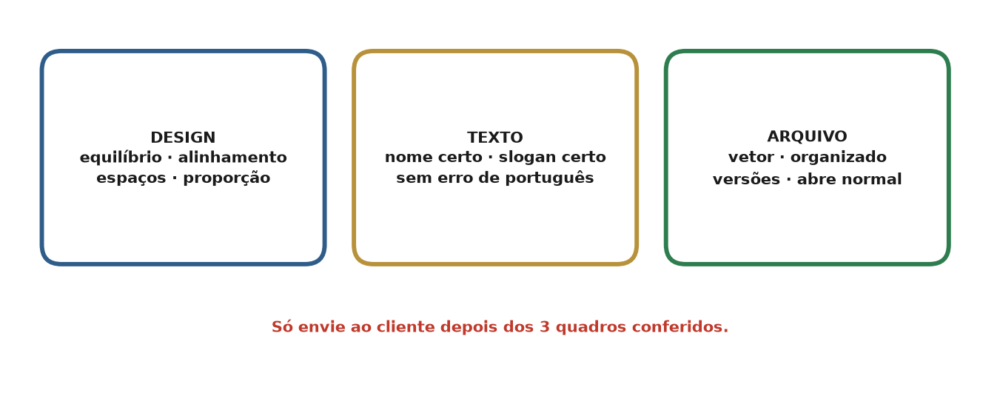 DESIGN
equilíbrio · alinhamento
espaços · proporção
TEXTO
nome certo · slogan certo
sem erro de português
ARQUIVO
vetor · organizado
versões · abre normal
Só envie ao cliente depois dos 3 quadros conferidos.